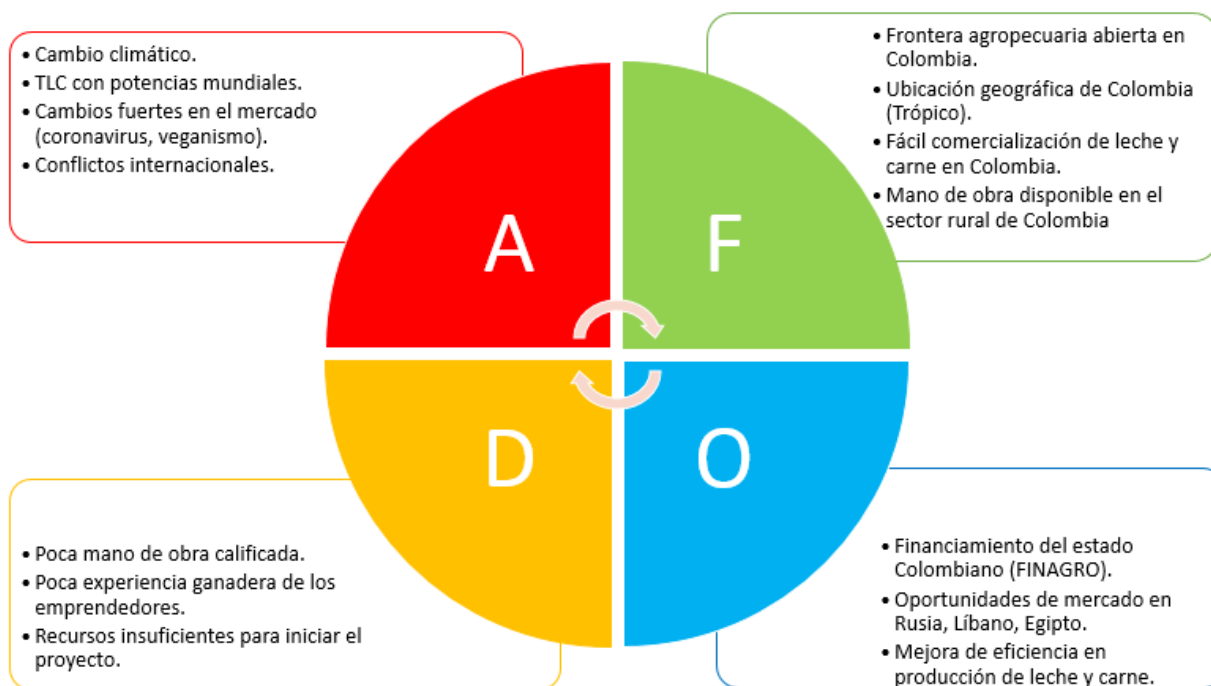 • Cambio climático.
• TLC con potencias mundiales.
• Cambios fuertes en el mercado
(coronavirus, veganismo).
• Conflictos internacionales.
• Frontera agropecuaria abierta en
Colombia.
• Ubicación geográfica de Colombia
(Trópico).
• Fácil comercialización de leche y
carne en Colombia.
• Mano de obra disponible en el
sector rural de Colombia
A
F
D
O
• Poca mano de obra calificada.
• Poca experiencia ganadera de los
emprendedores.
• Recursos insuficientes para iniciar el
proyecto.
• Financiamiento del estado
Colombiano (FINAGRO).
• Oportunidades de mercado en
Rusia, Líbano, Egipto.
• Mejora de eficiencia en
producción de leche y carne.